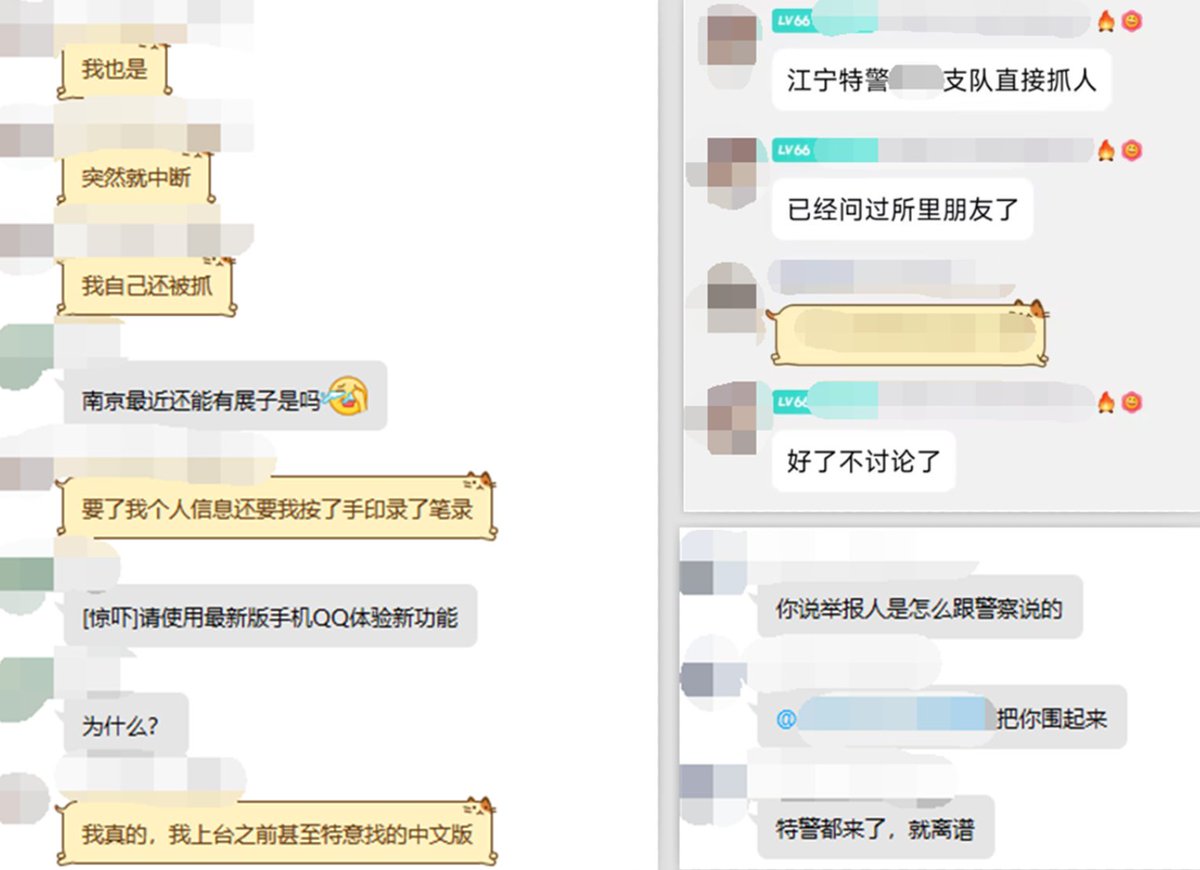 我也是
突然就中断
我自己还被抓
南京最近还能有展子是吗
要了我个人信息还要我按了手印录了笔录
[惊吓]请使用最新版手机QQ体验新功能
为什么?
我真的，我上台之前甚至特意找的中文版
LV66
江宁特警 支队直接抓人
LV66
已经问过所里朋友了
LV66
好了不讨论了
你说举报人是怎么跟警察说的
@ 把你围起来
特警都来了，就离谱